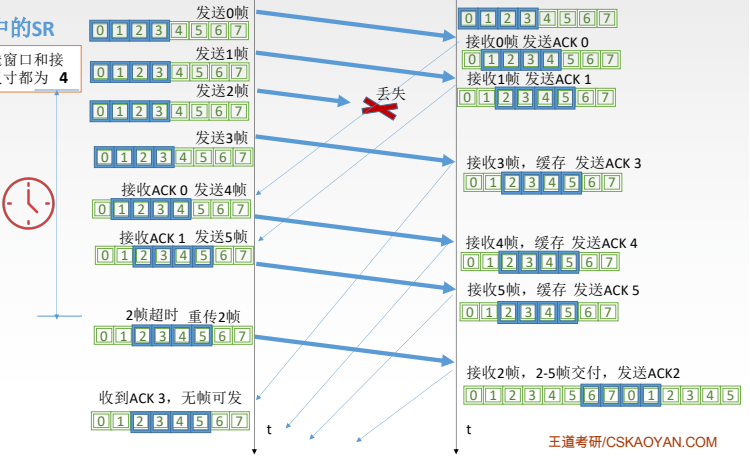 中的SR
窗口和接
寸都为 4
发送0帧
0 1 2 3 4 5 6 7
发送1帧
0 1 2 3 4 5 6 7
发送2帧
0 1 2 3 4 5 6 7
丢失
发送3帧
0 1 2 3 4 5 6 7
接收ACK 0 发送4帧
0 1 2 3 4 5 6 7
接收ACK 1 发送5帧
0 1 2 3 4 5 6 7
2帧超时 重传2帧
0 1 2 3 4 5 6 7
收到ACK 3，无帧可发
0 1 2 3 4 5 6 7
t
0 1 2 3 4 5 6 7
接收0帧 发送ACK 0
0 1 2 3 4 5 6 7
接收1帧 发送ACK 1
0 1 2 3 4 5 6 7
接收3帧，缓存 发送ACK 3
0 1 2 3 4 5 6 7
接收4帧，缓存 发送ACK 4
0 1 2 3 4 5 6 7
接收5帧，缓存 发送ACK 5
0 1 2 3 4 5 6 7
接收2帧，2-5帧交付，发送ACK2
0 1 2 3 4 5 6 7 0 1 2 3 4 5
t
王道考研/CSKAOYAN.COM